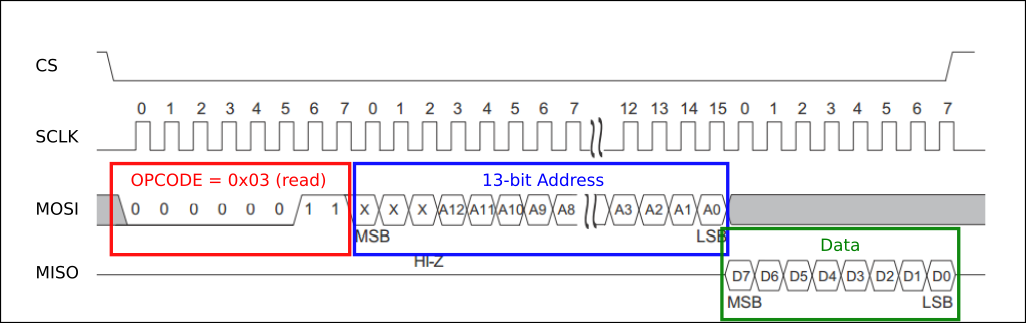 CS
0 1 2 3 4 5 6 7 0 1 2 3 4 5 6 7 12 13 14 15 0 1 2 3 4 5 6 7
SCLK
OPCODE = 0x03 (read)
13-bit Address
MOSI
0 0 0 0 0 0 1 1 X X X A12 A11 A10 A9 A8 A3 A2 A1 A0
MSB LSB
Data
HI-Z
MISO
D7 D6 D5 D4 D3 D2 D1 D0
MSB LSB